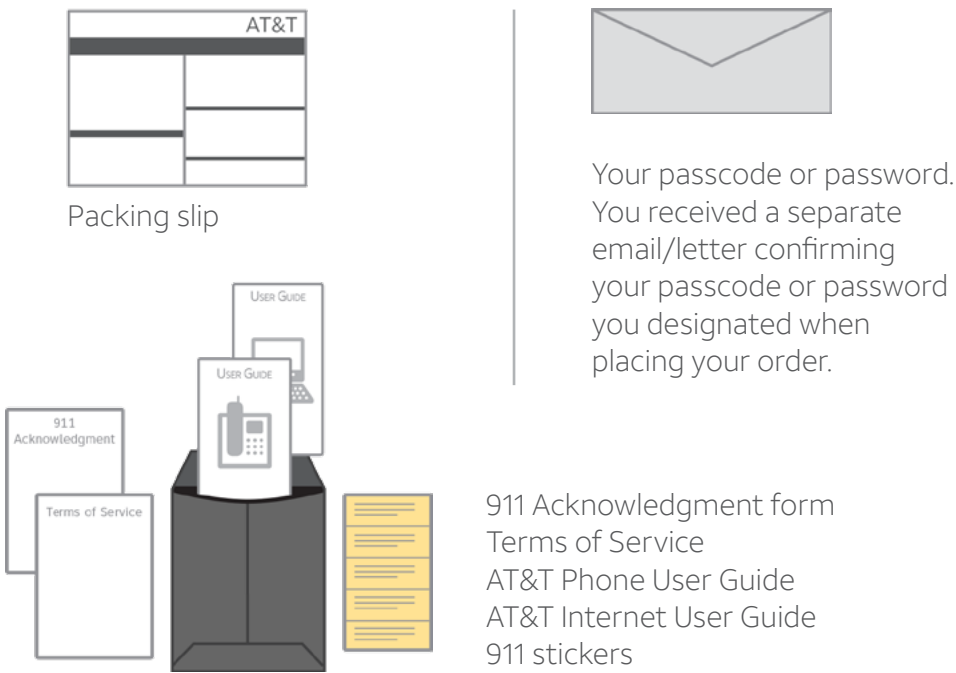 AT&T
Packing slip
Your passcode or password.
You received a separate
email/letter confirming
your passcode or password
you designated when
placing your order.
USER GUIDE
USER GUIDE
911
Acknowledgment
Terms of Service
911 Acknowledgment form
Terms of Service
AT&T Phone User Guide
AT&T Internet User Guide
911 stickers